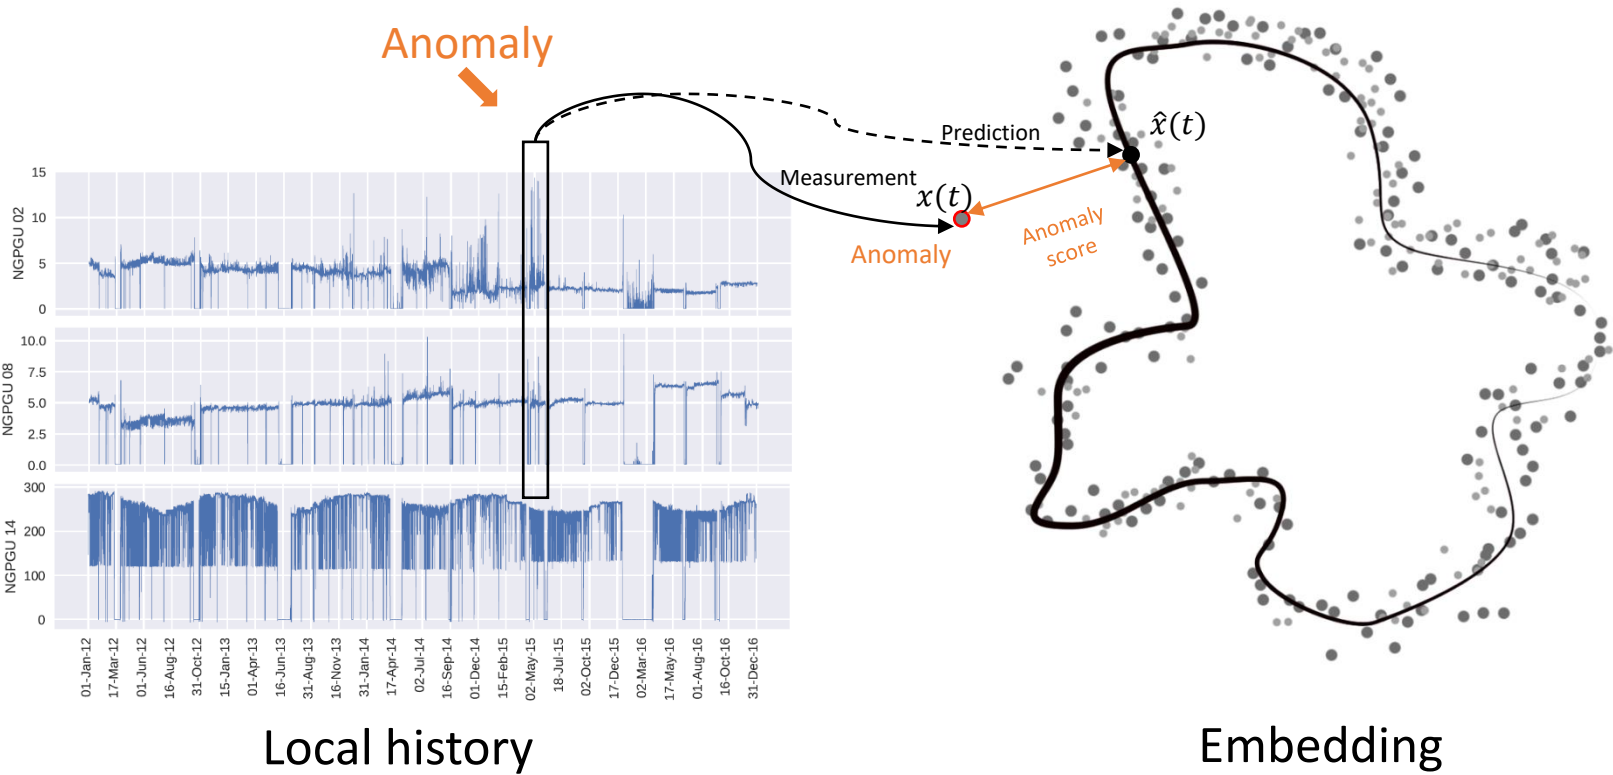 Anomaly
Prediction
x̂(t)
Measurement
x(t)
Anomaly
Anomaly
score
NGPGU 02
15
10
5
0
NGPGU 08
10.0
7.5
5.0
2.5
0.0
NGPGU 14
300
200
100
0
01-Jan-12
17-Mar-12
01-Jun-12
16-Aug-12
31-Oct-12
15-Jan-13
01-Apr-13
16-Jun-13
31-Aug-13
16-Nov-13
31-Jan-14
17-Apr-14
02-Jul-14
16-Sep-14
01-Dec-14
15-Feb-15
02-May-15
18-Jul-15
02-Oct-15
17-Dec-15
02-Mar-16
17-May-16
01-Aug-16
16-Oct-16
31-Dec-16
Local history
Embedding